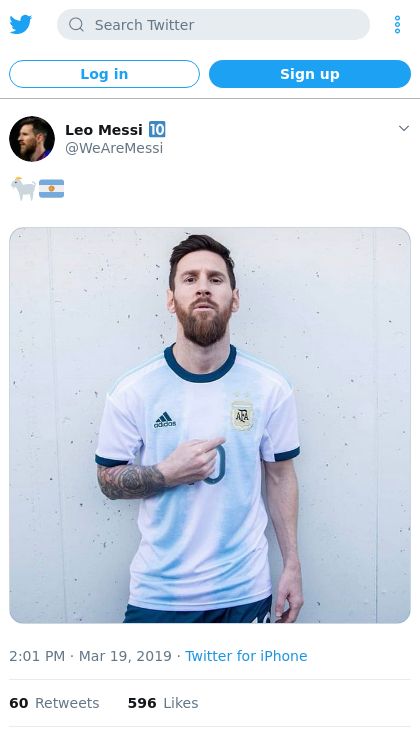 Search Twitter
Log in
Sign up
Leo Messi 🔟
@WeAreMessi
🐐🇦🇷
adidas
AFA
10
2:01 PM · Mar 19, 2019 · Twitter for iPhone
60 Retweets 596 Likes